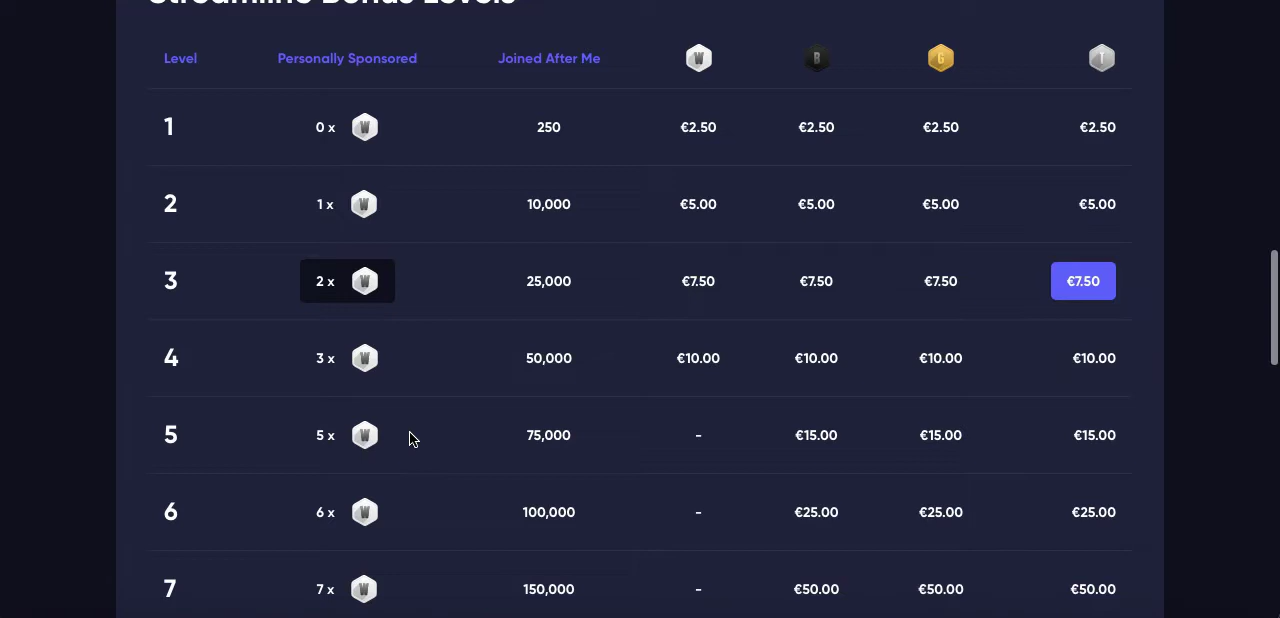 Streamline Bonus Levels
Level Personally Sponsored Joined After Me W B G T
1 0 x W 250 €2.50 €2.50 €2.50 €2.50
2 1 x W 10,000 €5.00 €5.00 €5.00 €5.00
3 2 x W 25,000 €7.50 €7.50 €7.50 €7.50
4 3 x W 50,000 €10.00 €10.00 €10.00 €10.00
5 5 x W 75,000 - €15.00 €15.00 €15.00
6 6 x W 100,000 - €25.00 €25.00 €25.00
7 7 x W 150,000 - €50.00 €50.00 €50.00